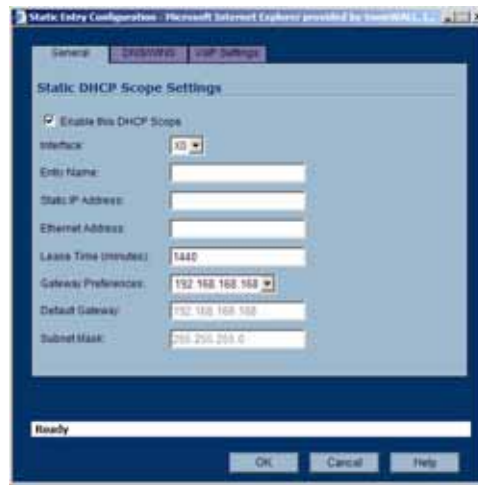 Static Entry Configuration - Microsoft Internet Explorer provided by SonicWALL, I...
General DNS/WINS VoIP Settings
Static DHCP Scope Settings
Enable this DHCP Scope
Interface: X0
Entry Name:
Static IP Address:
Ethernet Address:
Lease Time (minutes): 1440
Gateway Preferences: 192.168.168.168
Default Gateway: 192.168.168.168
Subnet Mask: 255.255.255.0
Ready
OK Cancel Help